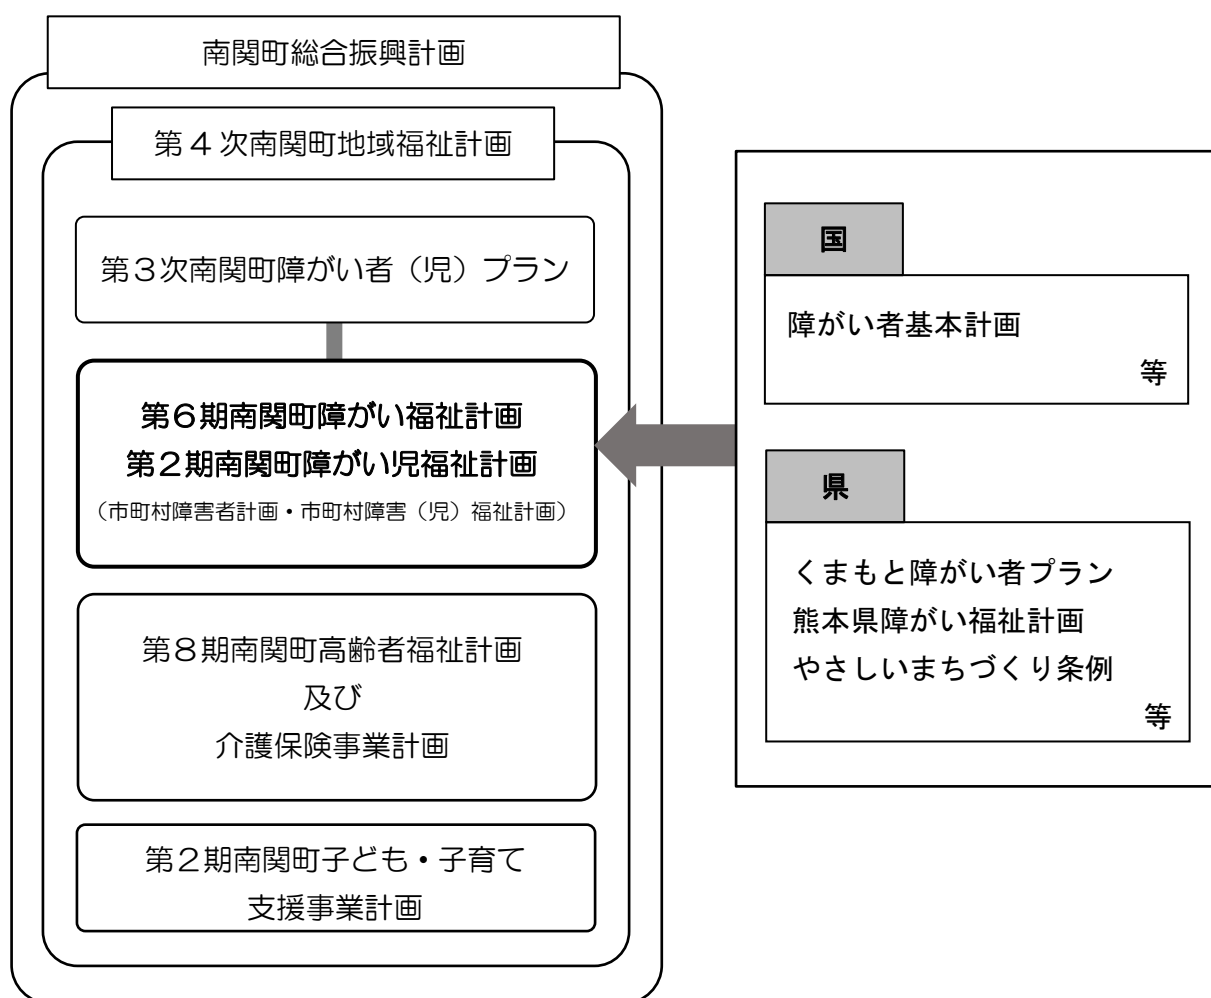 南関町総合振興計画
第４次南関町地域福祉計画
第３次南関町障がい者（児）プラン
第６期南関町障がい福祉計画
第２期南関町障がい児福祉計画
（市町村障害者計画・市町村障害（児）福祉計画）
第８期南関町高齢者福祉計画
及び
介護保険事業計画
第２期南関町子ども・子育て
支援事業計画
国
障がい者基本計画
等
県
くまもと障がい者プラン
熊本県障がい福祉計画
やさしいまちづくり条例
等